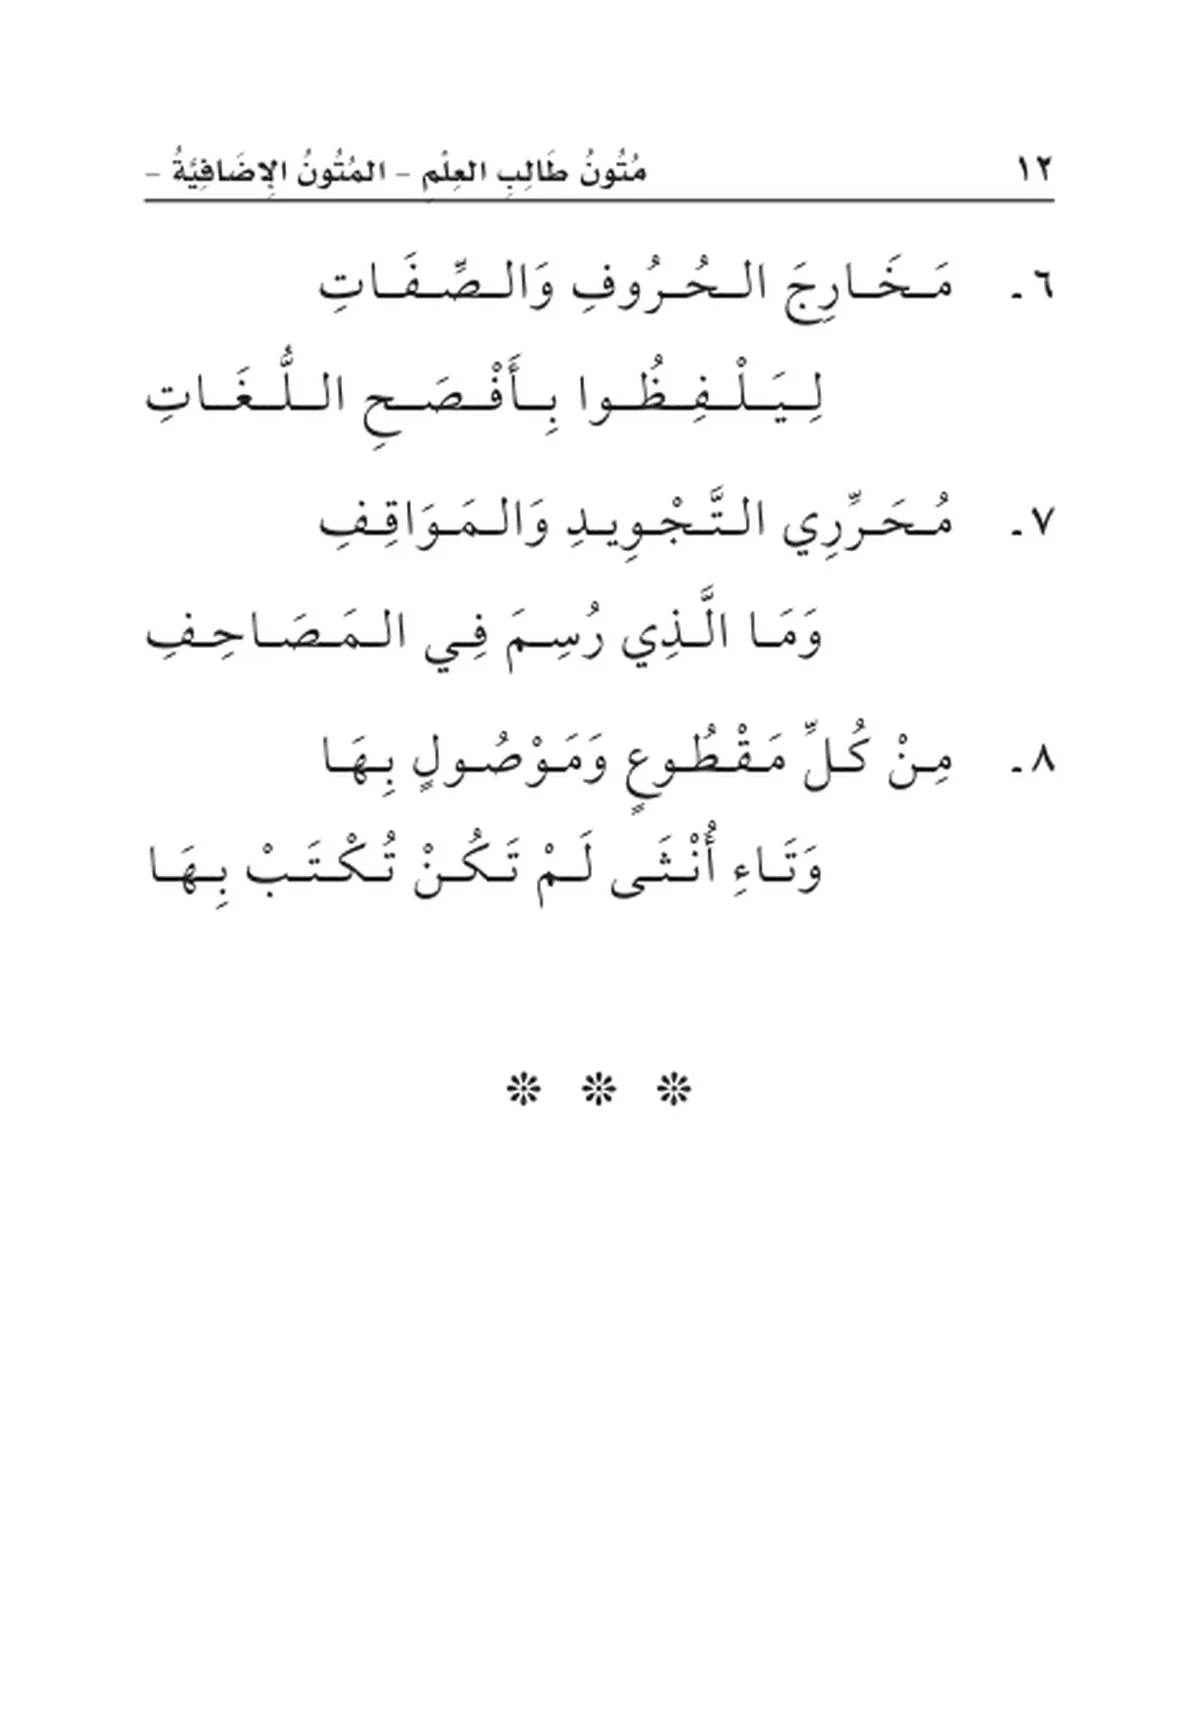 ١٢ مُتُونُ طَالِبِ العِلْمِ - المُتُونُ الإِضَافِيَّةُ -
٦ - مَخَارِجَ الحُرُوفِ وَالصِّفَاتِ
لِيَلْفِظُوا بِأَفْصَحِ اللُّغَاتِ
٧ - مُحَرِّرِي التَّجْوِيدِ وَالمَوَاقِفِ
وَمَا الَّذِي رُسِمَ فِي المَصَاحِفِ
٨ - مِنْ كُلِّ مَقْطُوعٍ وَمَوْصُولٍ بِهَا
وَتَاءِ أُنْثَى لَمْ تَكُنْ تُكْتَبْ بِهَا